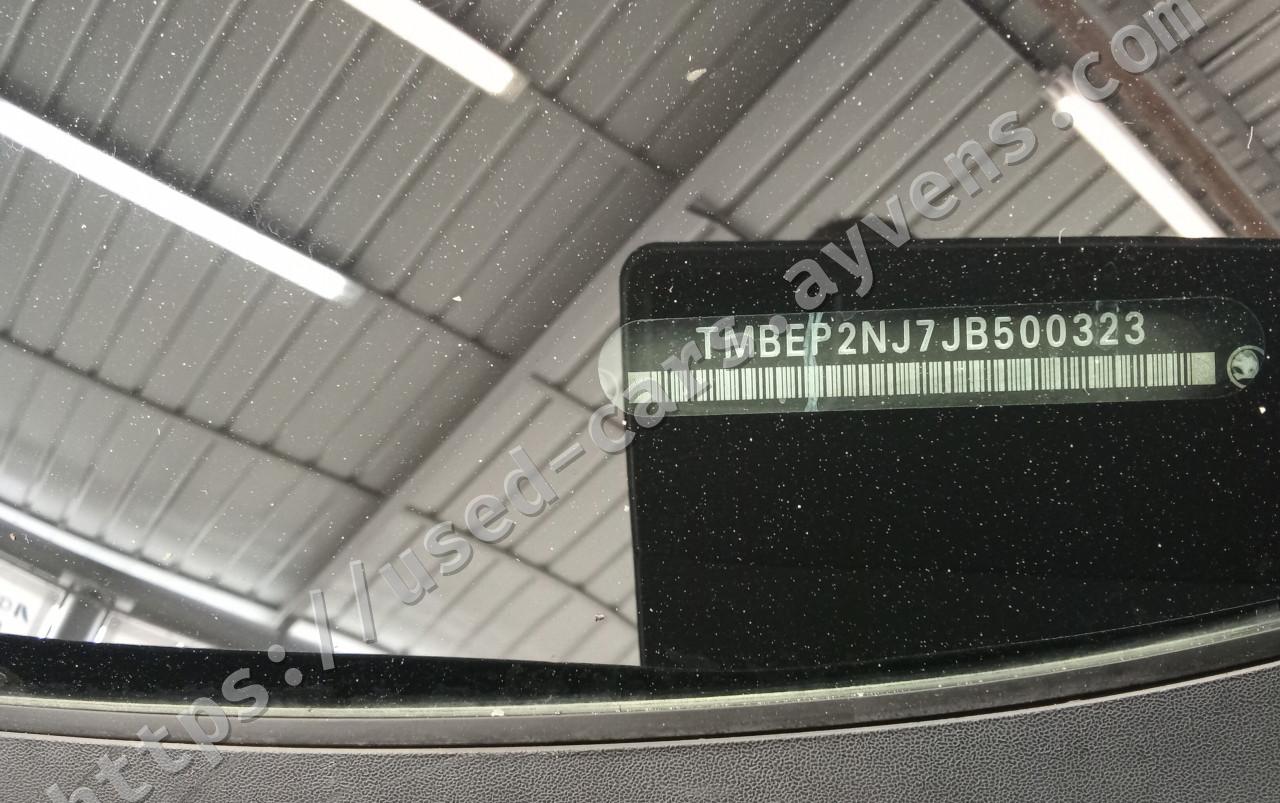 TMBEP2NJ7JB500323
https://used-cars.ayvens.com